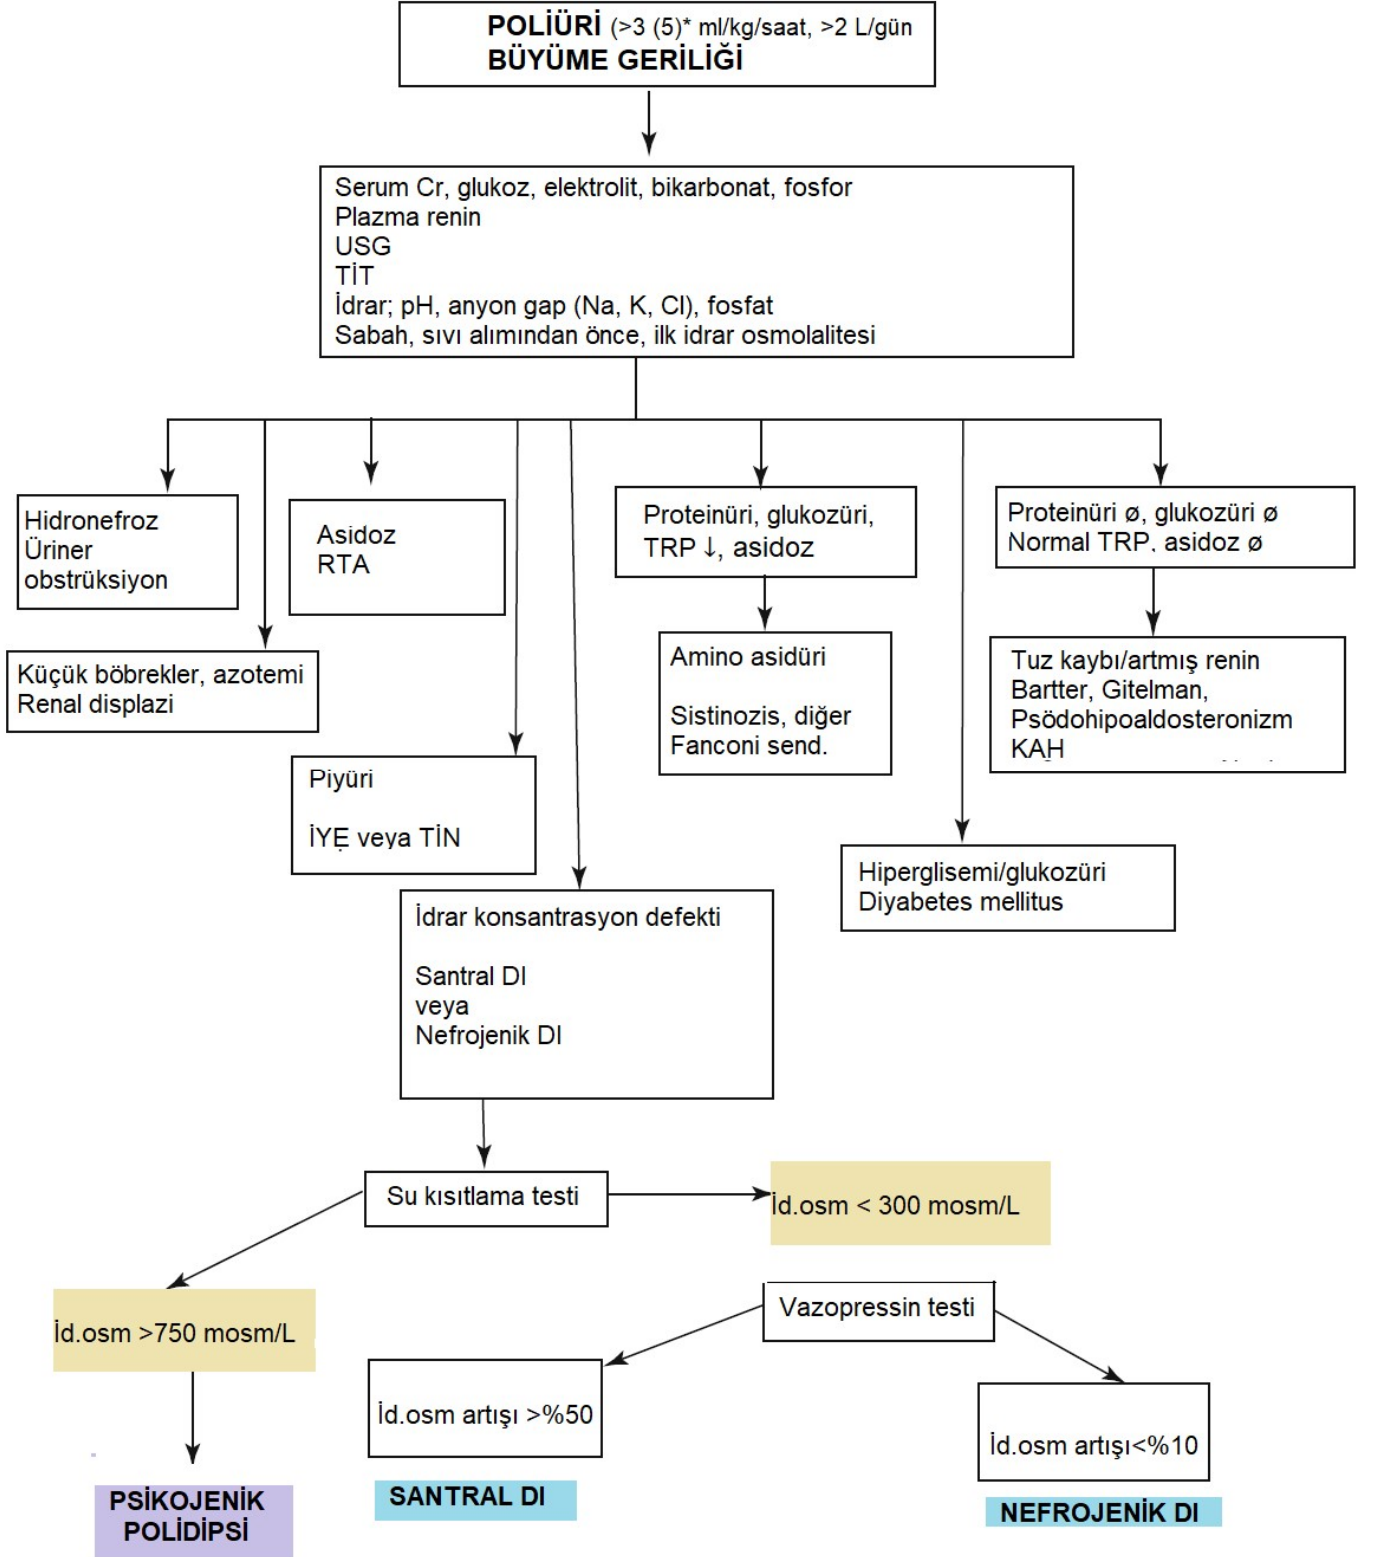 POLİÜRİ (>3 (5)* ml/kg/saat, >2 L/gün
BÜYÜME GERİLİĞİ
Serum Cr, glukoz, elektrolit, bikarbonat, fosfor
Plazma renin
USG
TİT
İdrar; pH, anyon gap (Na, K, Cl), fosfat
Sabah, sıvı alımından önce, ilk idrar osmolalitesi
Hidronefroz
Üriner
obstrüksiyon
Asidoz
RTA
Proteinüri, glukozüri,
TRP ↓, asidoz
Proteinüri ø, glukozüri ø
Normal TRP, asidoz ø
Küçük böbrekler, azotemi
Renal displazi
Amino asidüri
Sistinozis, diğer
Fanconi send.
Tuz kaybı/artmış renin
Bartter, Gitelman,
Psödohipoaldosteronizm
KAH
Piyüri
İYE veya TİN
Hiperglisemi/glukozüri
Diyabetes mellitus
İdrar konsantrasyon defekti
Santral DI
veya
Nefrojenik DI
Su kısıtlama testi
İd.osm < 300 mosm/L
İd.osm >750 mosm/L
Vazopressin testi
İd.osm artışı >%50
İd.osm artışı<%10
PSİKOJENİK
POLİDİPSİ
SANTRAL DI
NEFROJENİK DI